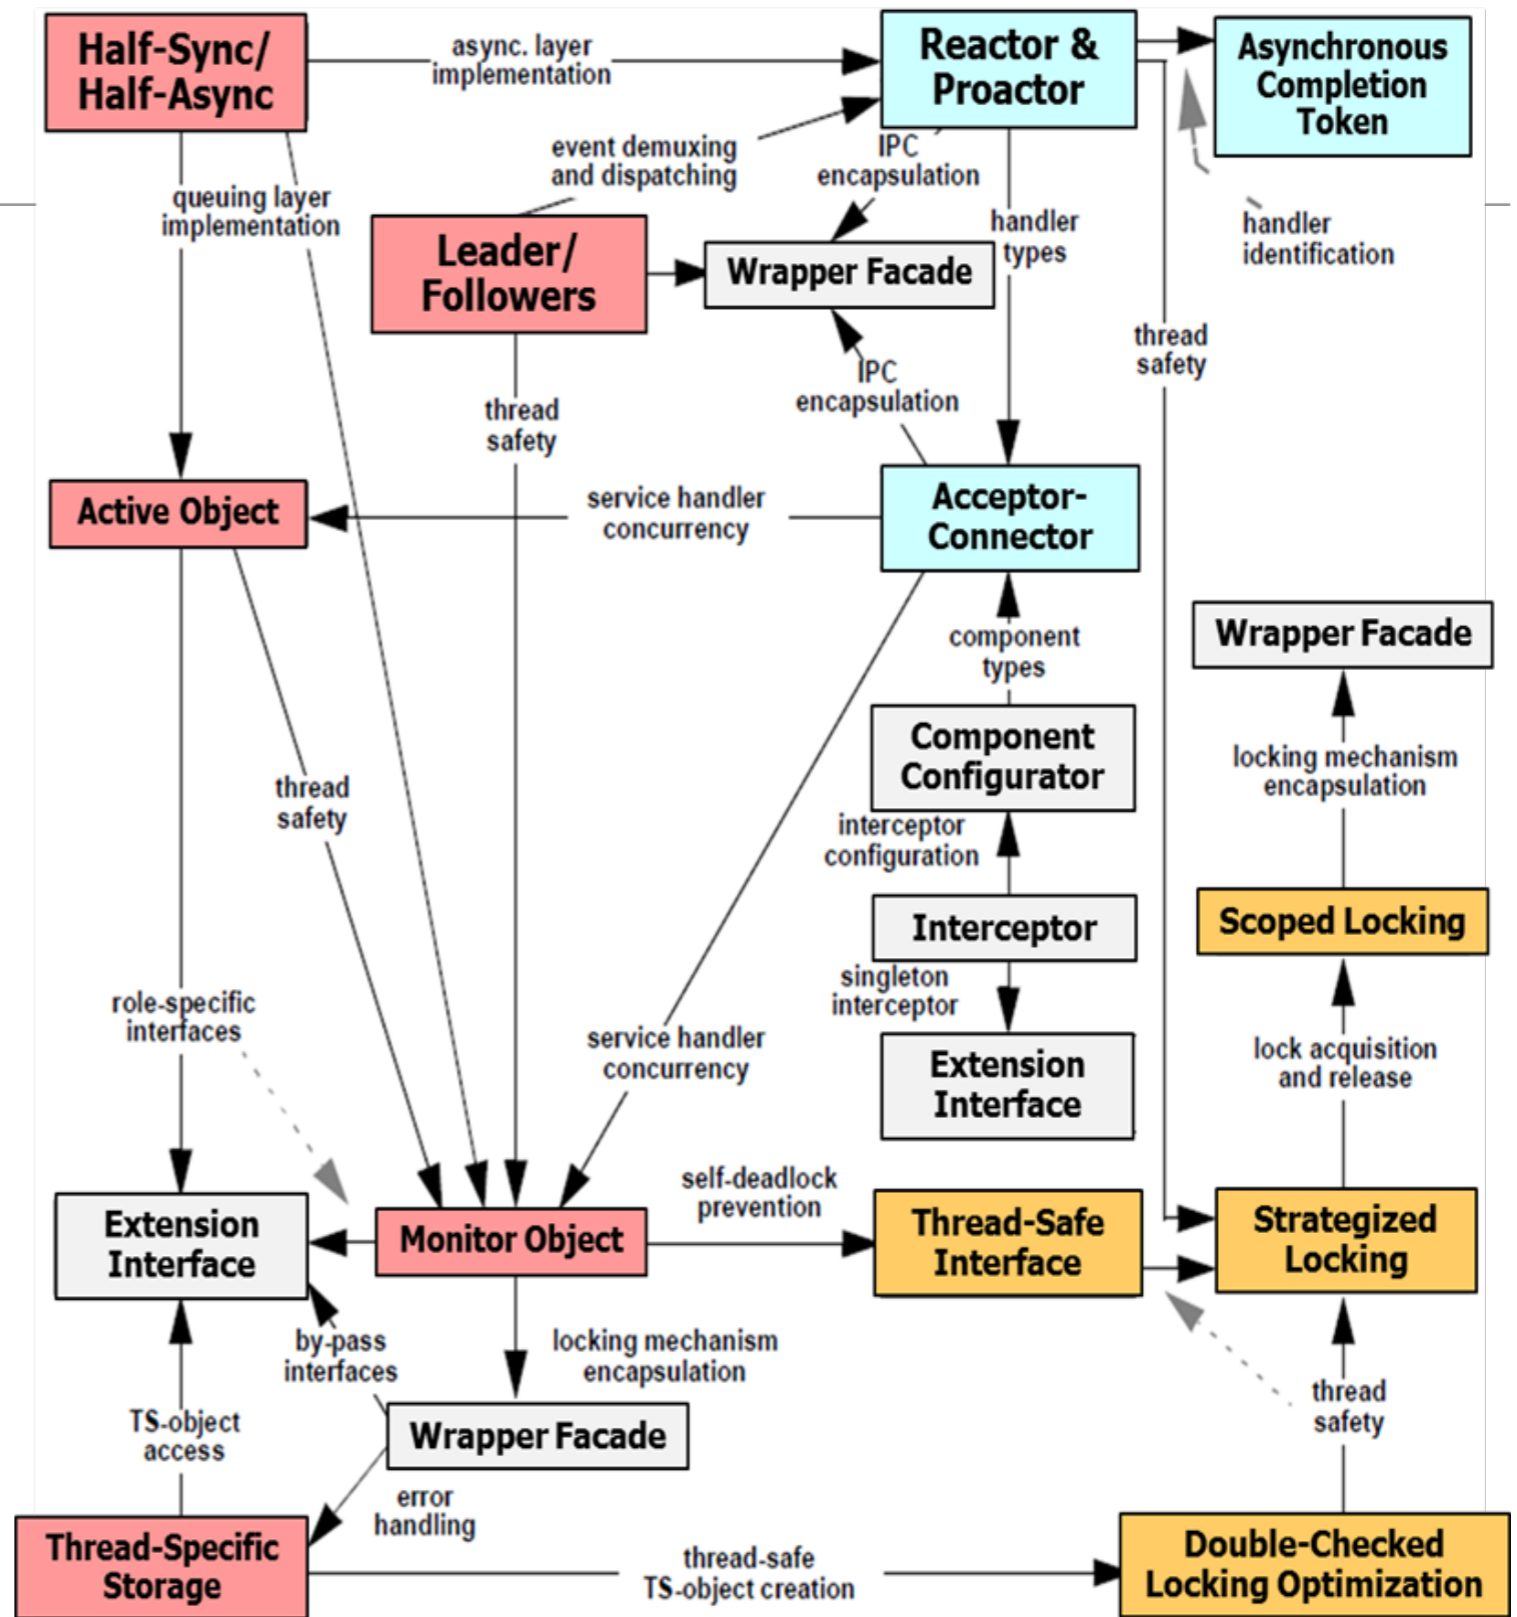 Half-Sync/
Half-Async
async. layer
implementation
Reactor &
Proactor
Asynchronous
Completion
Token
event demuxing
and dispatching
IPC
encapsulation
queuing layer
implementation
handler
types
handler
identification
Leader/
Followers
Wrapper Facade
thread
safety
IPC
encapsulation
thread
safety
Active Object
service handler
concurrency
Acceptor-
Connector
component
types
Wrapper Facade
Component
Configurator
locking mechanism
encapsulation
thread
safety
interceptor
configuration
Interceptor
Scoped Locking
singleton
interceptor
role-specific
interfaces
service handler
concurrency
Extension
Interface
lock acquisition
and release
self-deadlock
prevention
Extension
Interface
Monitor Object
Thread-Safe
Interface
Strategized
Locking
by-pass
interfaces
locking mechanism
encapsulation
thread
safety
TS-object
access
Wrapper Facade
error
handling
Thread-Specific
Storage
thread-safe
TS-object creation
Double-Checked
Locking Optimization